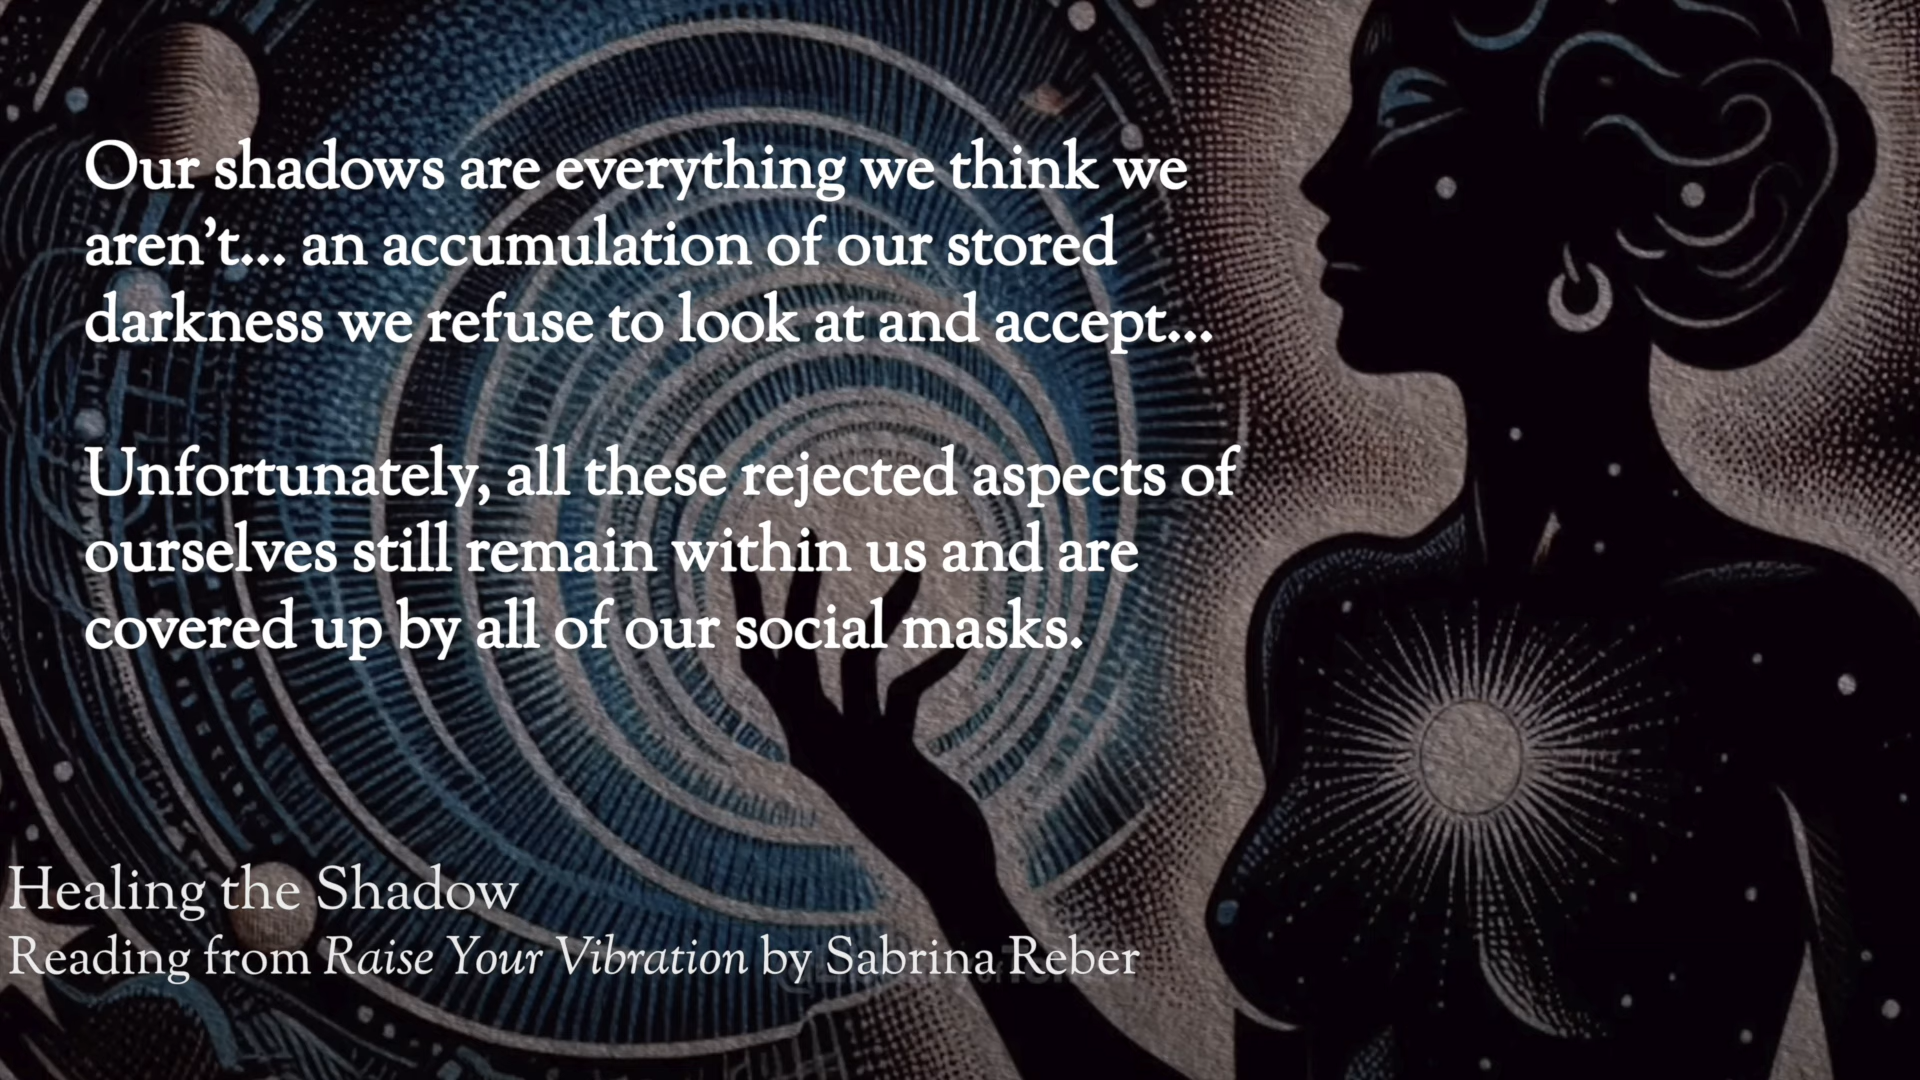 Our shadows are everything we think we
aren't... an accumulation of our stored
darkness we refuse to look at and accept...
Unfortunately, all these rejected aspects of
ourselves still remain within us and are
covered up by all of our social masks.
Healing the Shadow
Reading from Raise Your Vibration by Sabrina Reber